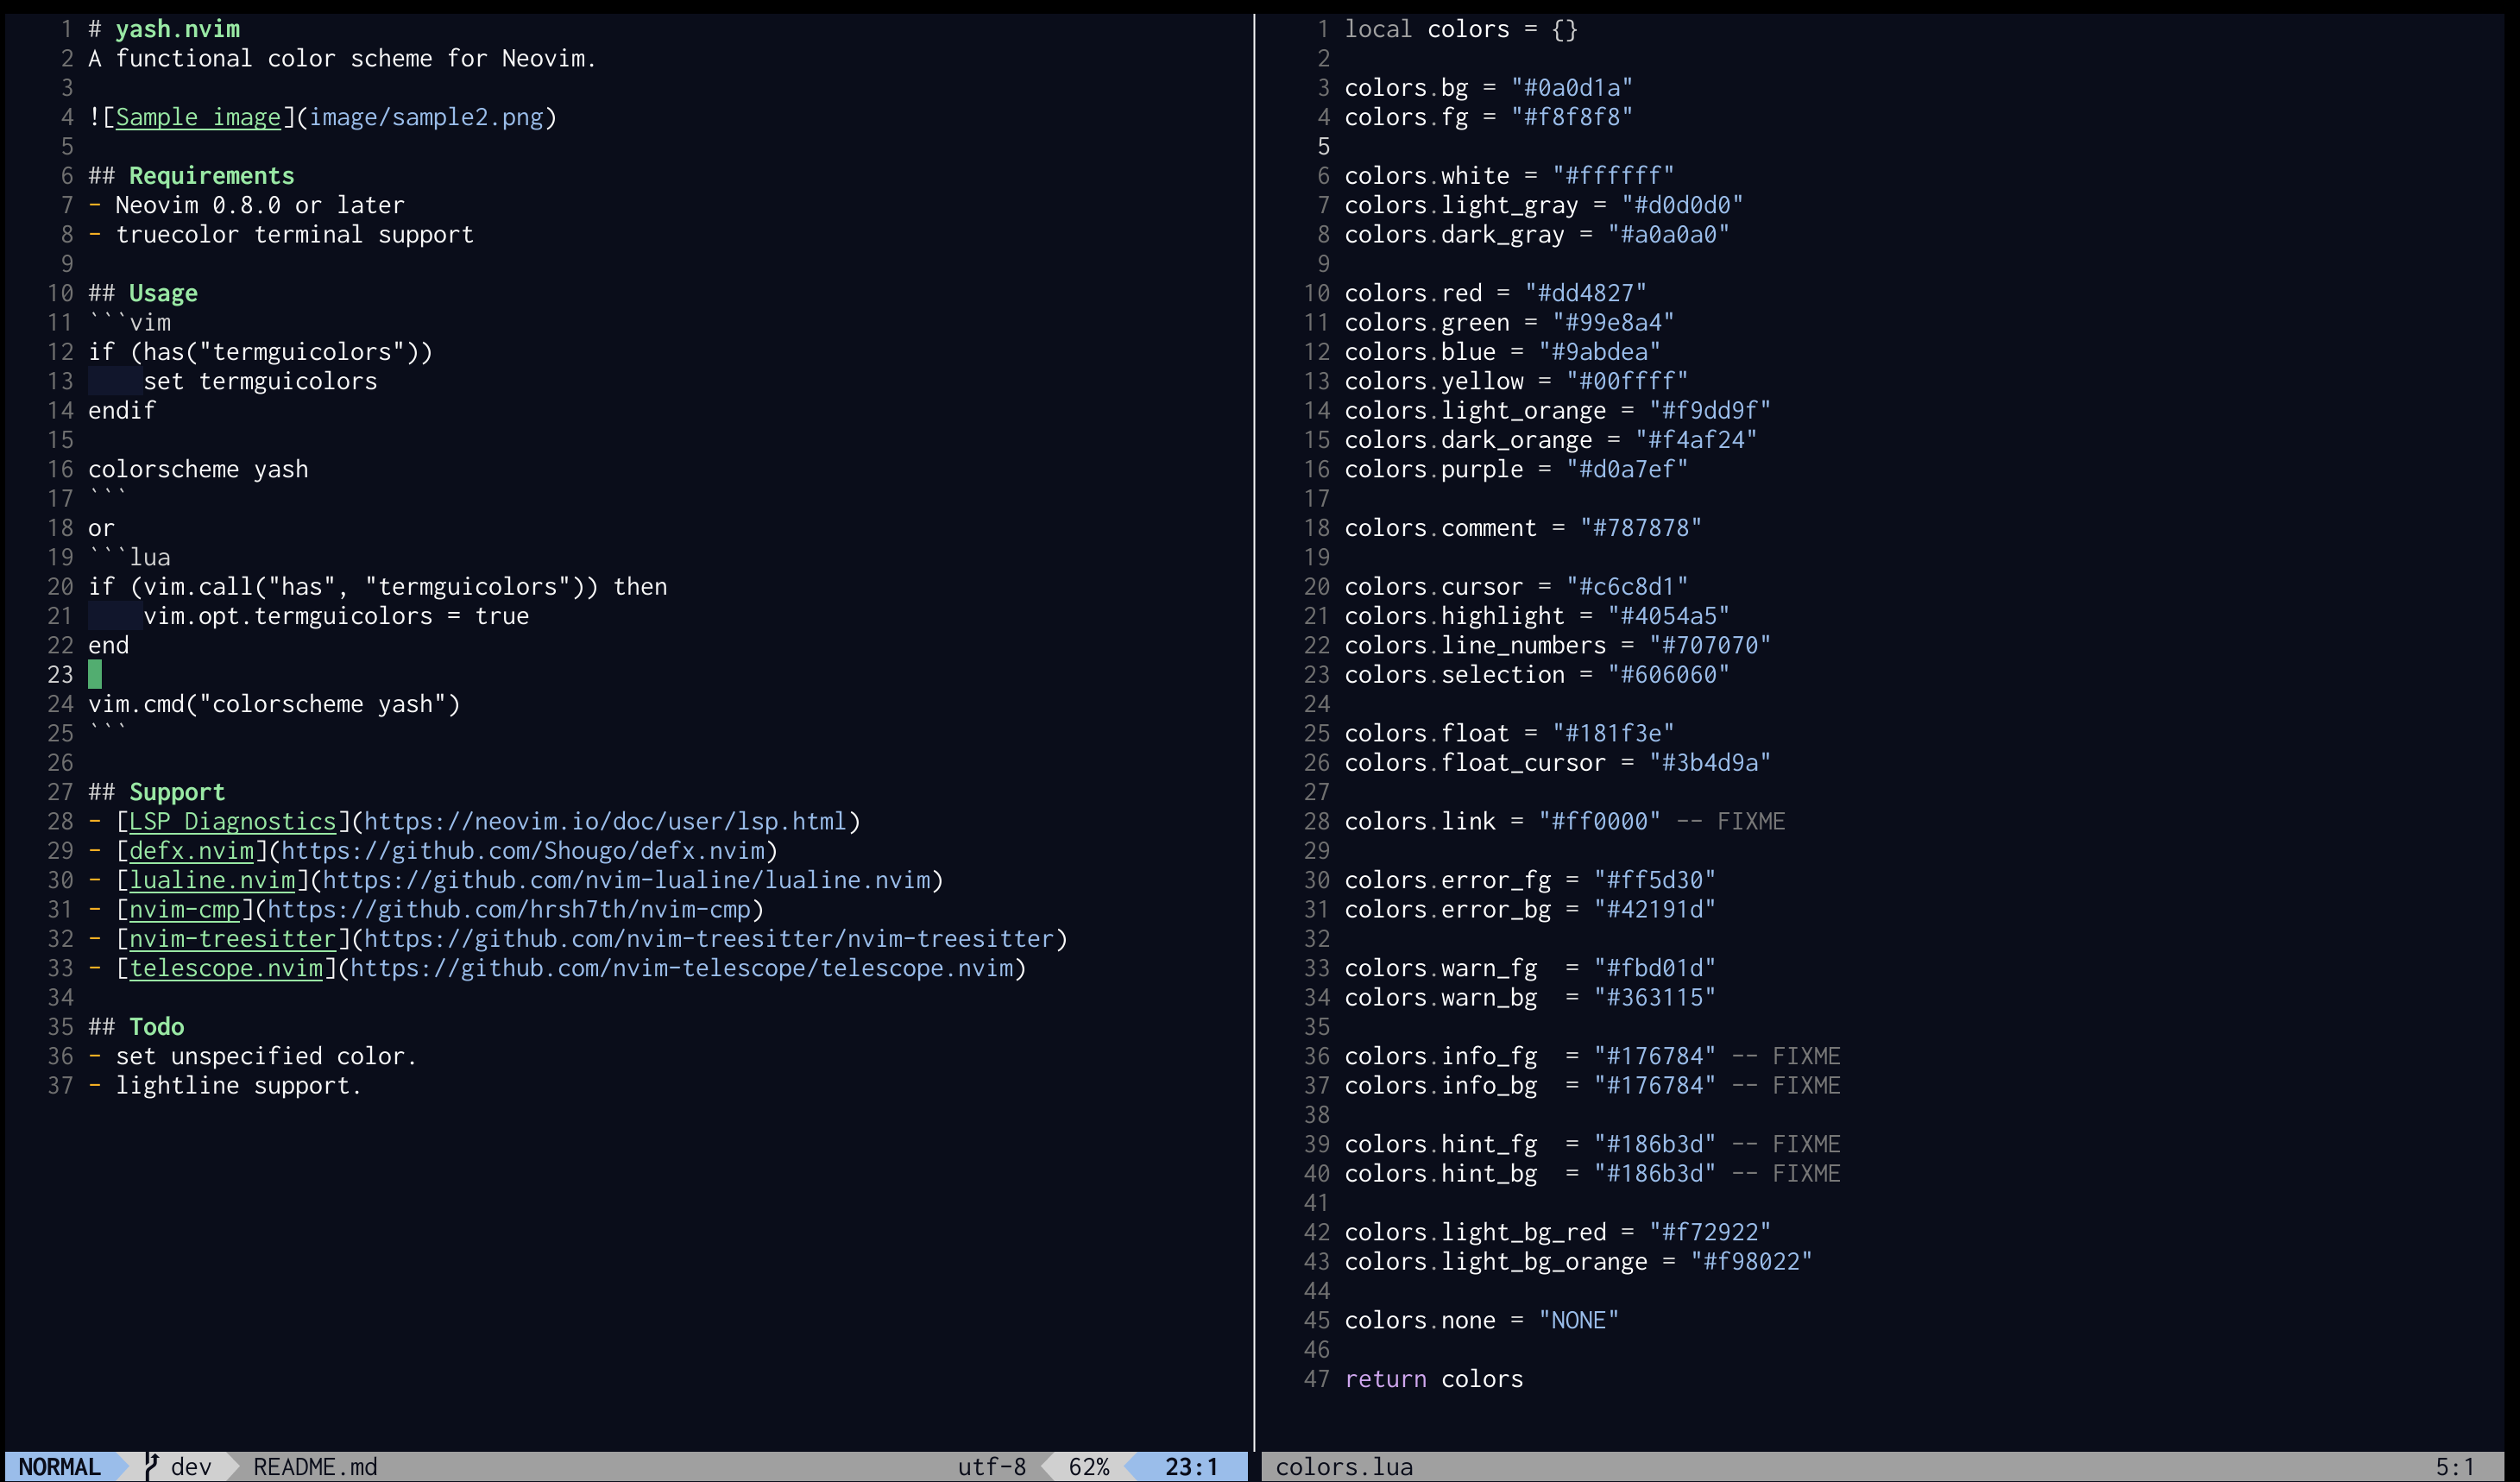 1 # yash.nvim
2 A functional color scheme for Neovim.
3
4 ![Sample image](image/sample2.png)
5
6 ## Requirements
7 - Neovim 0.8.0 or later
8 - truecolor terminal support
9
10 ## Usage
11 ```vim
12 if (has("termguicolors"))
13     set termguicolors
14 endif
15
16 colorscheme yash
17 ```
18 or
19 ```lua
20 if (vim.call("has", "termguicolors")) then
21     vim.opt.termguicolors = true
22 end
23
24 vim.cmd("colorscheme yash")
25 ```
26
27 ## Support
28 - [LSP Diagnostics](https://neovim.io/doc/user/lsp.html)
29 - [defx.nvim](https://github.com/Shougo/defx.nvim)
30 - [lualine.nvim](https://github.com/nvim-lualine/lualine.nvim)
31 - [nvim-cmp](https://github.com/hrsh7th/nvim-cmp)
32 - [nvim-treesitter](https://github.com/nvim-treesitter/nvim-treesitter)
33 - [telescope.nvim](https://github.com/nvim-telescope/telescope.nvim)
34
35 ## Todo
36 - set unspecified color.
37 - lightline support.
NORMAL dev README.md utf-8 62% 23:1
1 local colors = {}
2
3 colors.bg = "#0a0d1a"
4 colors.fg = "#f8f8f8"
5
6 colors.white = "#ffffff"
7 colors.light_gray = "#d0d0d0"
8 colors.dark_gray = "#a0a0a0"
9
10 colors.red = "#dd4827"
11 colors.green = "#99e8a4"
12 colors.blue = "#9abdea"
13 colors.yellow = "#00ffff"
14 colors.light_orange = "#f9dd9f"
15 colors.dark_orange = "#f4af24"
16 colors.purple = "#d0a7ef"
17
18 colors.comment = "#787878"
19
20 colors.cursor = "#c6c8d1"
21 colors.highlight = "#4054a5"
22 colors.line_numbers = "#707070"
23 colors.selection = "#606060"
24
25 colors.float = "#181f3e"
26 colors.float_cursor = "#3b4d9a"
27
28 colors.link = "#ff0000" -- FIXME
29
30 colors.error_fg = "#ff5d30"
31 colors.error_bg = "#42191d"
32
33 colors.warn_fg  = "#fbd01d"
34 colors.warn_bg  = "#363115"
35
36 colors.info_fg  = "#176784" -- FIXME
37 colors.info_bg  = "#176784" -- FIXME
38
39 colors.hint_fg  = "#186b3d" -- FIXME
40 colors.hint_bg  = "#186b3d" -- FIXME
41
42 colors.light_bg_red = "#f72922"
43 colors.light_bg_orange = "#f98022"
44
45 colors.none = "NONE"
46
47 return colors
colors.lua 5:1